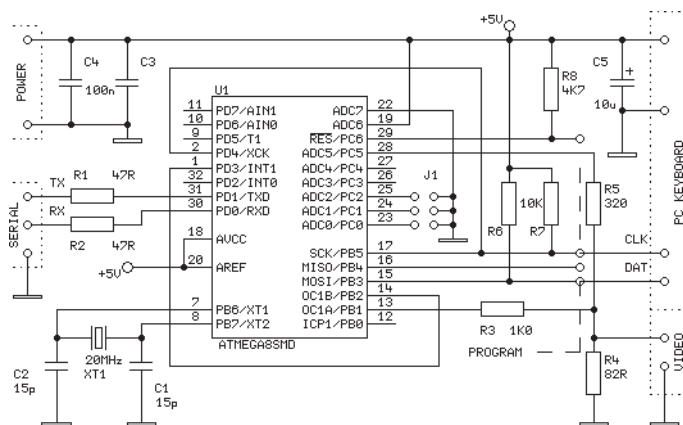 +5V
POWER
C4
100n
C3
U1
R8
4K7
C5
+
10u
PC KEYBOARD
11 PD7/AIN1
10 PD6/AIN0
9 PD5/T1
2 PD4/XCK
1 PD3/INT1
32 PD2/INT0
31 PD1/TXD
30 PD0/RXD
18 AVCC
20 AREF
7 PB6/XT1
8 PB7/XT2
ADC7 22
ADC6 19
RES/PC6 29
ADC5/PC5 28
ADC4/PC4 27
ADC3/PC3 26
ADC2/PC2 25
ADC1/PC1 24
ADC0/PC0 23
SCK/PB5 17
MISO/PB4 16
MOSI/PB3 15
OC1B/PB2 14
OC1A/PB1 13
ICP1/PB0 12
ATMEGA8SMD
J1
SERIAL
TX
R1 47R
RX
R2 47R
+5V
R6
10K
R7
R5
320
CLK
DAT
R3 1K0
PROGRAM
VIDEO
R4
82R
20MHz
XT1
C2
15p
C1
15p